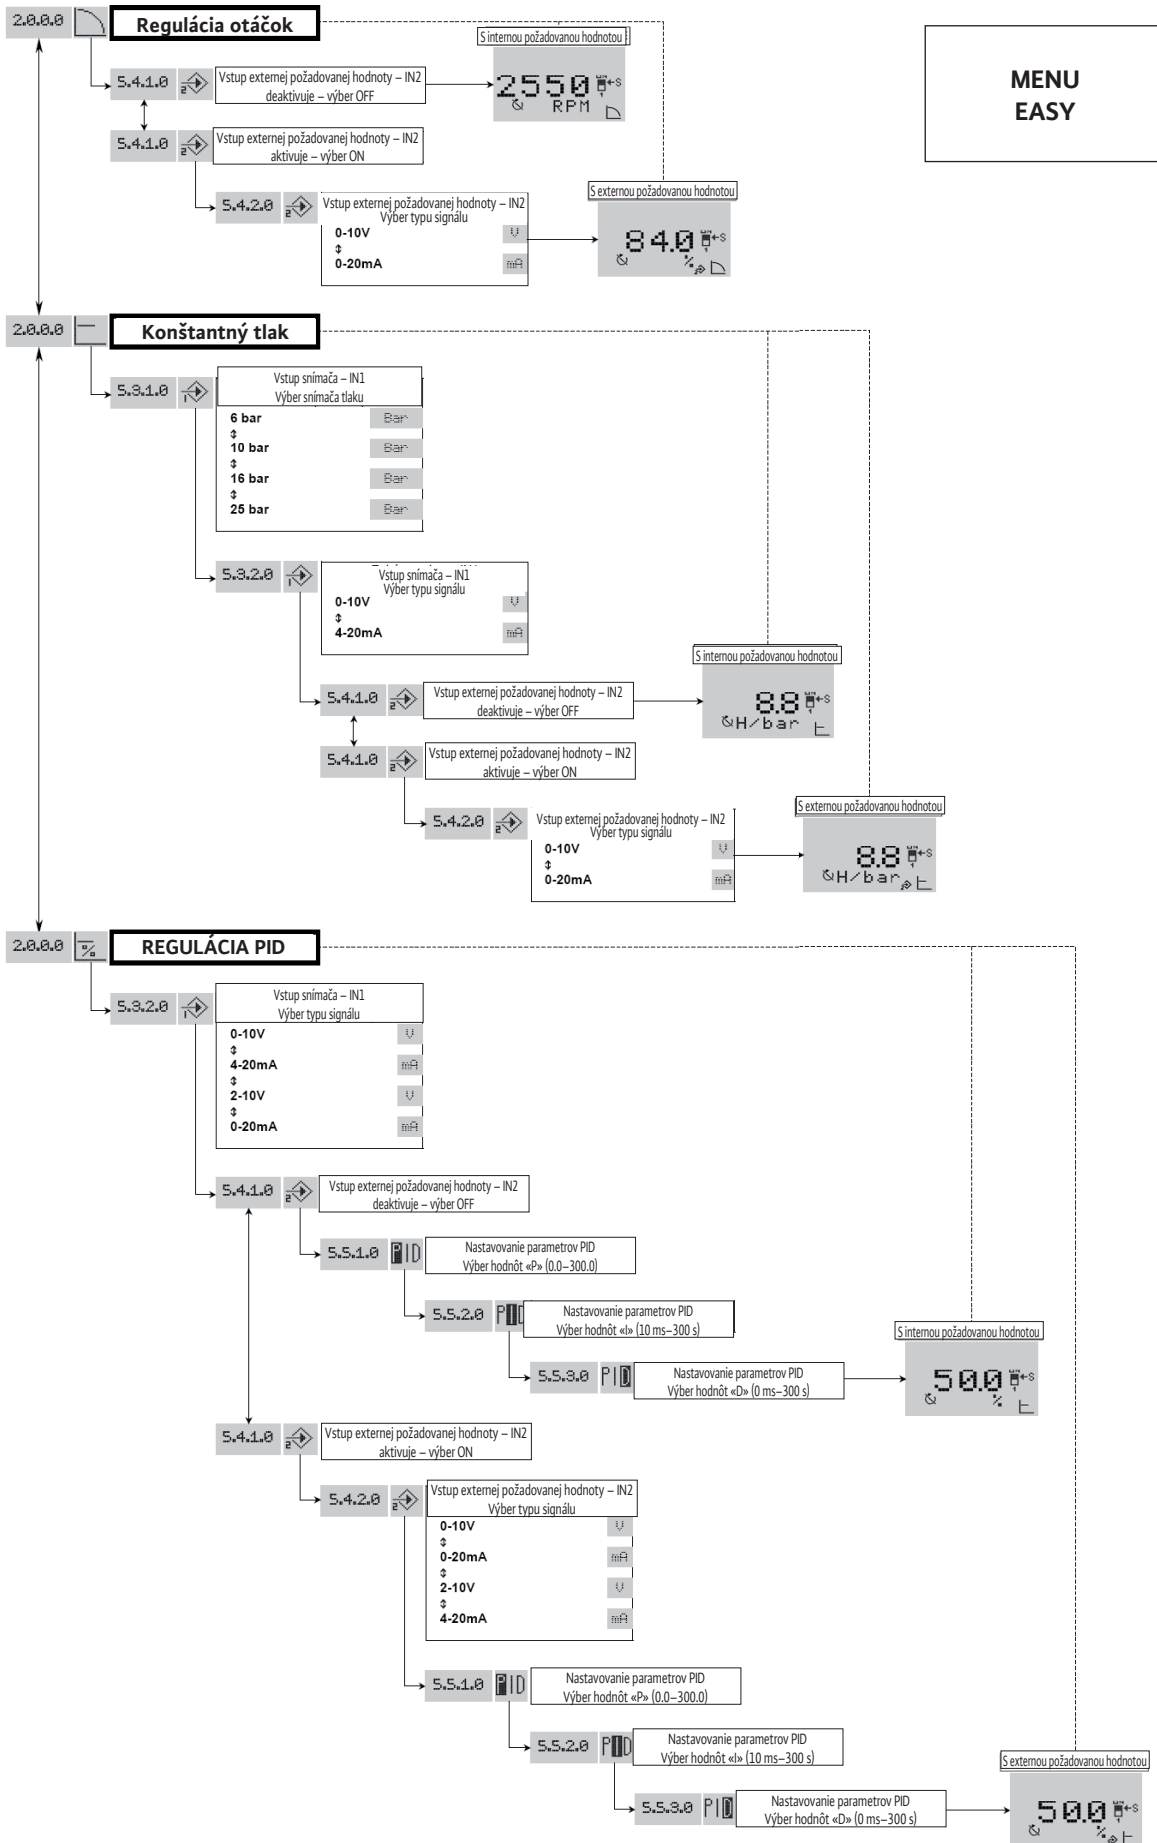 2.0.0.0 Regulácia otáčok
S internou požadovanou hodnotou
MENU
EASY
5.4.1.0 2 Vstup externej požadovanej hodnoty – IN2
deaktivuje – výber OFF
2550
RPM
5.4.1.0 2 Vstup externej požadovanej hodnoty – IN2
aktivuje – výber ON
S externou požadovanou hodnotou
5.4.2.0 2 Vstup externej požadovanej hodnoty – IN2
Výber typu signálu
0-10V V
0-20mA mA
84.0 S
%
2.0.0.0 Konštantný tlak
5.3.1.0 1 Vstup snímača – IN1
Výber snímača tlaku
6 bar Bar
10 bar Bar
16 bar Bar
25 bar Bar
5.3.2.0 1 Vstup snímača – IN1
Výber typu signálu
0-10V V
4-20mA mA
S internou požadovanou hodnotou
5.4.1.0 2 Vstup externej požadovanej hodnoty – IN2
deaktivuje – výber OFF
8.8 S
H/bar
5.4.1.0 2 Vstup externej požadovanej hodnoty – IN2
aktivuje – výber ON
S externou požadovanou hodnotou
5.4.2.0 2 Vstup externej požadovanej hodnoty – IN2
Výber typu signálu
0-10V V
0-20mA mA
8.8 S
H/bar
2.0.0.0 REGULÁCIA PID
5.3.2.0 1 Vstup snímača – IN1
Výber typu signálu
0-10V V
4-20mA mA
2-10V V
0-20mA mA
5.4.1.0 2 Vstup externej požadovanej hodnoty – IN2
deaktivuje – výber OFF
5.5.1.0 PID Nastavovanie parametrov PID
Výber hodnôt «P» (0.0–300.0)
5.5.2.0 PID Nastavovanie parametrov PID
Výber hodnôt «I» (10 ms–300 s)
S internou požadovanou hodnotou
5.5.3.0 PID Nastavovanie parametrov PID
Výber hodnôt «D» (0 ms–300 s)
50.0 S
%
5.4.1.0 2 Vstup externej požadovanej hodnoty – IN2
aktivuje – výber ON
5.4.2.0 2 Vstup externej požadovanej hodnoty – IN2
Výber typu signálu
0-10V V
0-20mA mA
2-10V V
4-20mA mA
5.5.1.0 PID Nastavovanie parametrov PID
Výber hodnôt «P» (0.0–300.0)
5.5.2.0 PID Nastavovanie parametrov PID
Výber hodnôt «I» (10 ms–300 s)
S externou požadovanou hodnotou
5.5.3.0 PID Nastavovanie parametrov PID
Výber hodnôt «D» (0 ms–300 s)
50.0 S
%